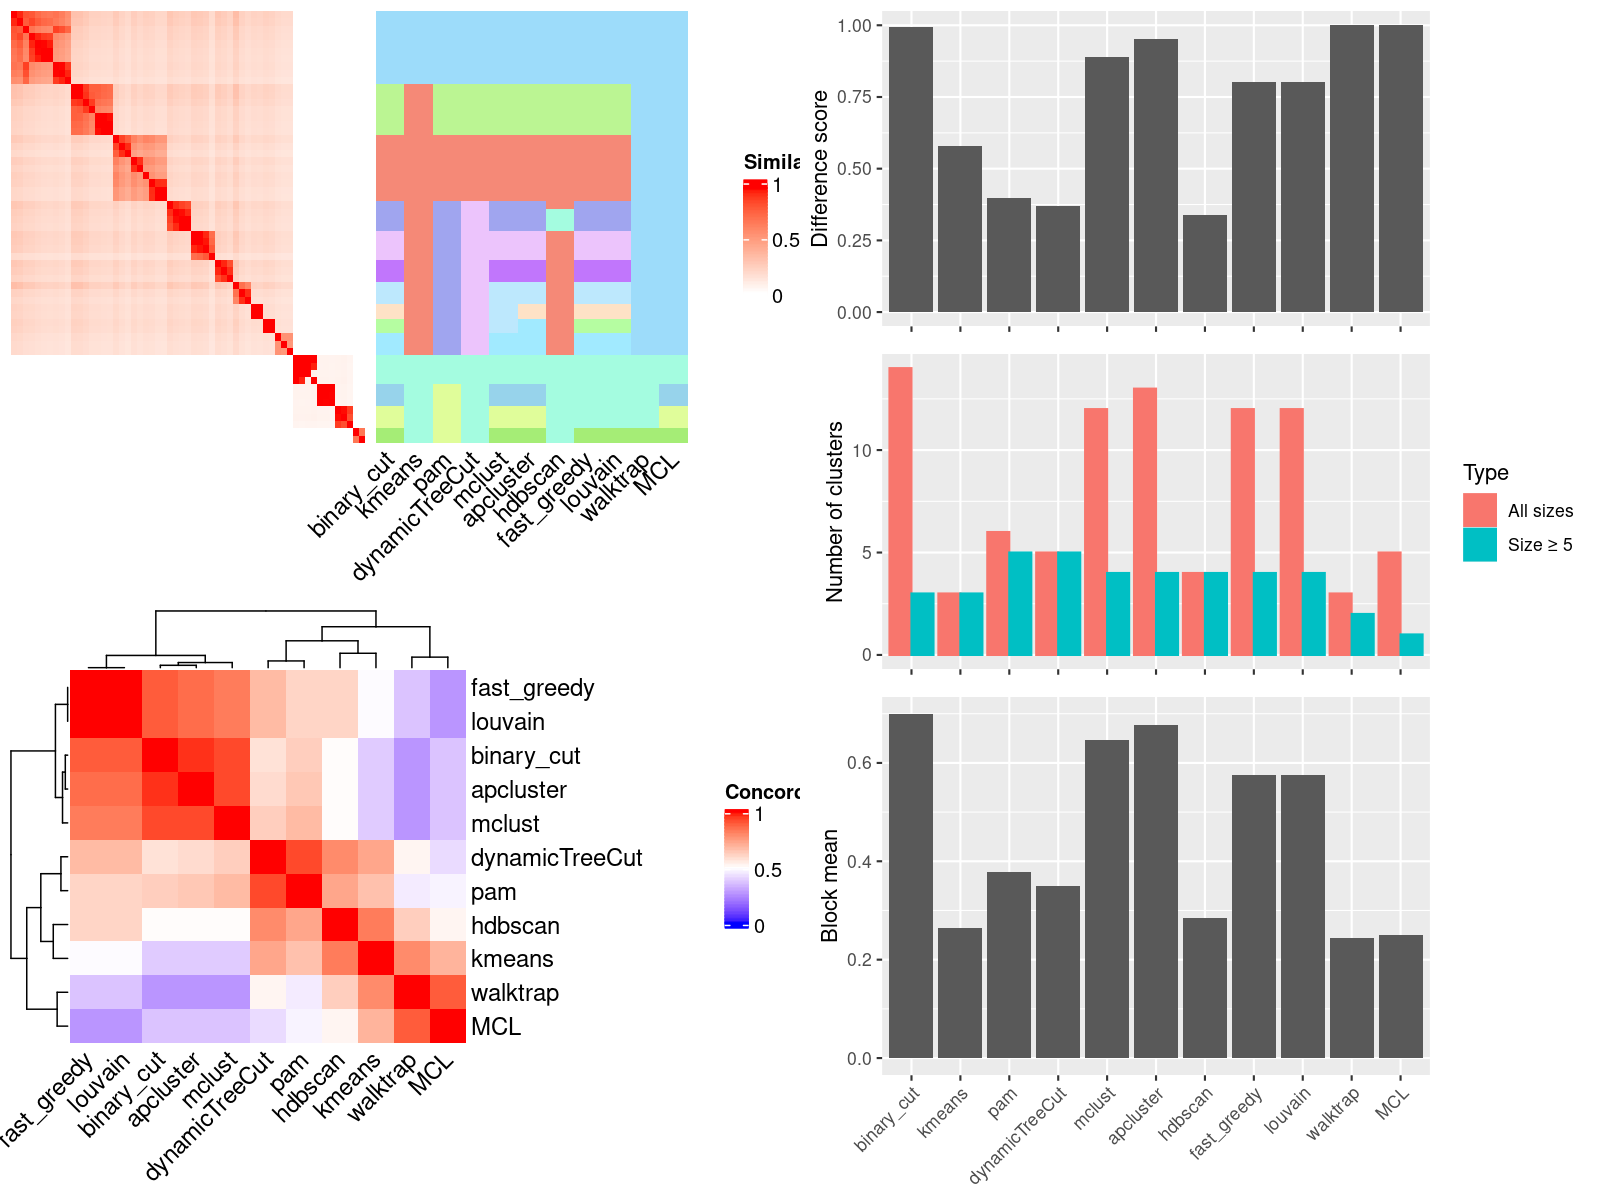 Simila
1
0.5
0
binary_cut
kmeans
pam
dynamicTreeCut
mclust
apcluster
hdbscan
fast_greedy
louvain
walktrap
MCL
fast_greedy
louvain
binary_cut
apcluster
mclust
dynamicTreeCut
pam
hdbscan
kmeans
walktrap
MCL
fast_greedy
louvain
binary_cut
apcluster
mclust
dynamicTreeCut
pam
hdbscan
kmeans
walktrap
MCL
Concord
1
0.5
0
Difference score
1.00
0.75
0.50
0.25
0.00
Number of clusters
10
5
0
Type
All sizes
Size ≥ 5
Block mean
0.6
0.4
0.2
0.0
binary_cut
kmeans
pam
dynamicTreeCut
mclust
apcluster
hdbscan
fast_greedy
louvain
walktrap
MCL